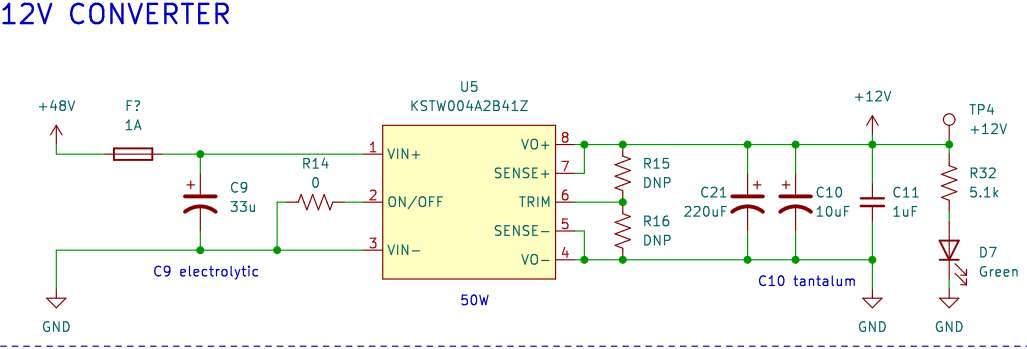 12V CONVERTER
U5
KSTW004A2B41Z
+48V
F?
1A
+12V
TP4
+12V
1
VIN+
VO+
8
SENSE+
7
R14
0
R15
DNP
C9
33u
2
ON/OFF
TRIM
6
C21
220uF
C10
10uF
C11
1uF
R32
5.1k
R16
DNP
SENSE-
5
3
VIN-
VO-
4
C9 electrolytic
C10 tantalum
D7
Green
50W
GND
GND
GND